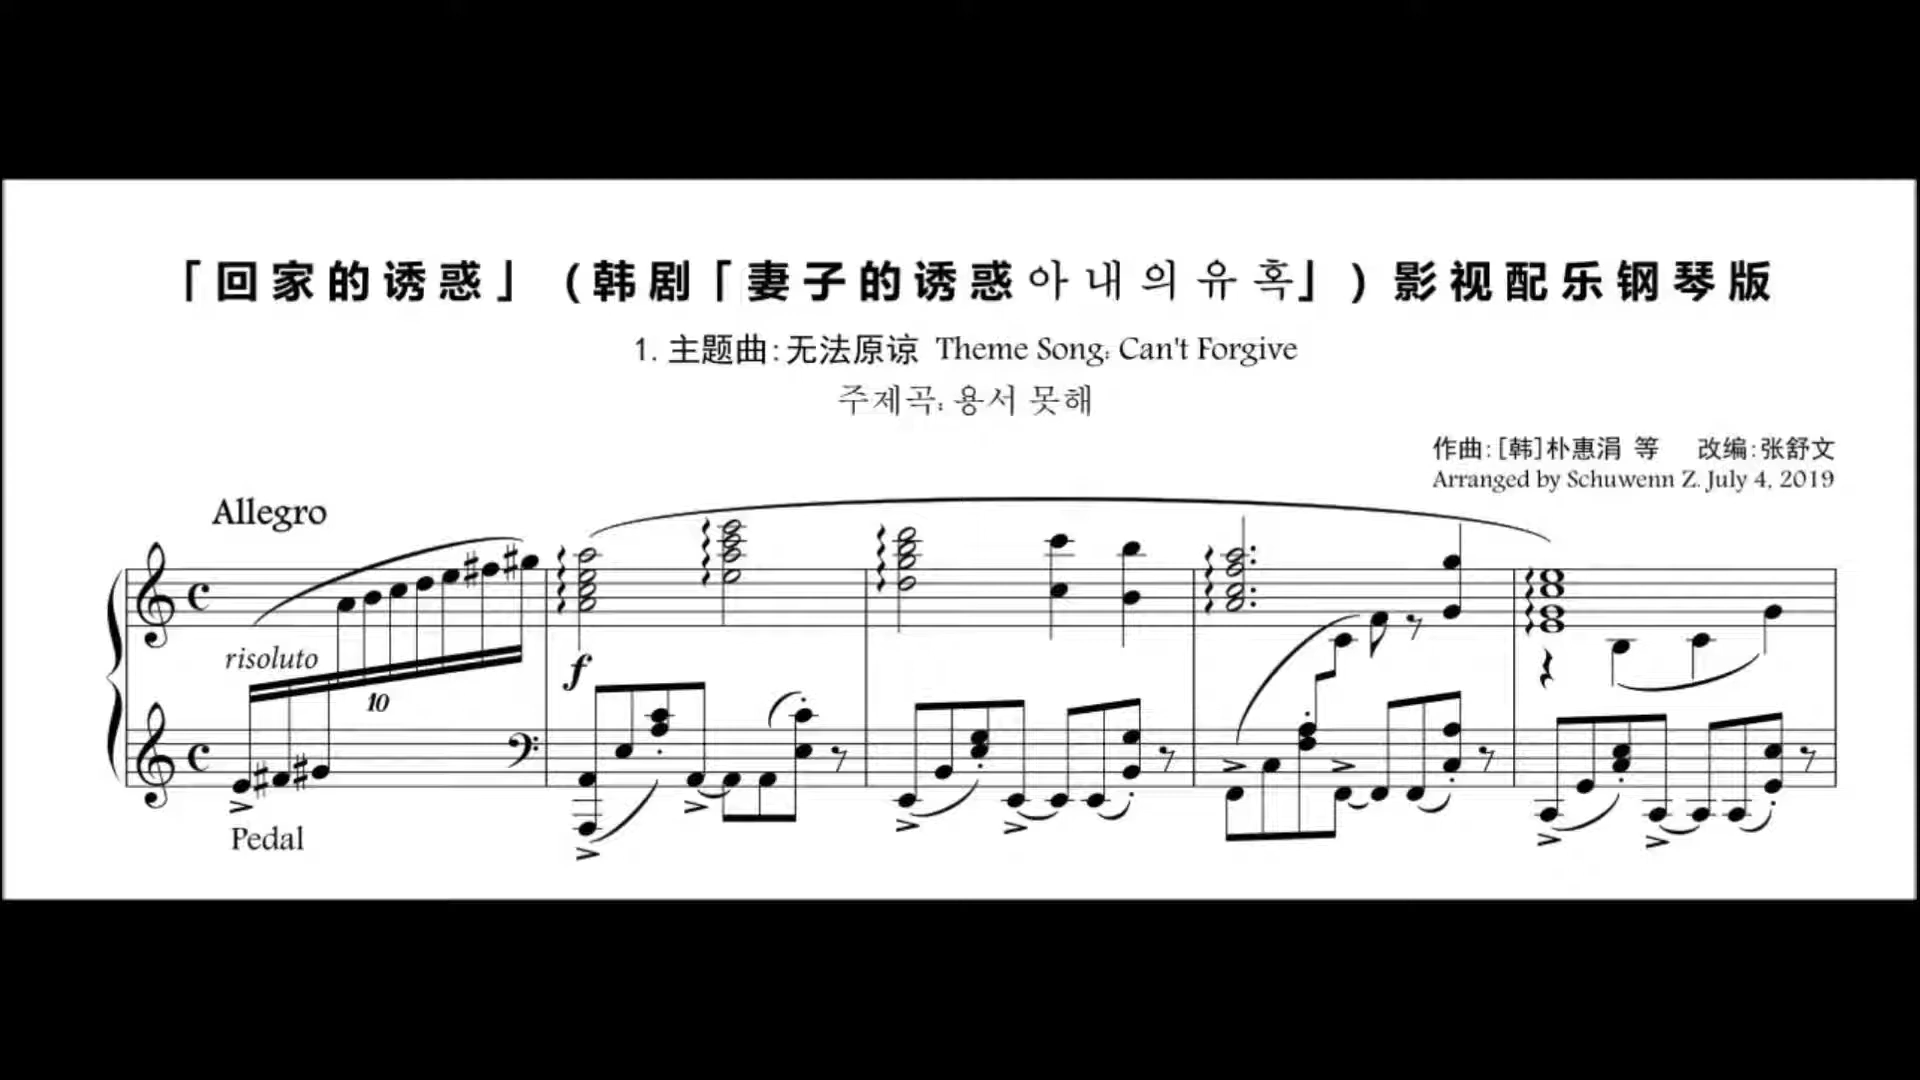 「回家的诱惑」（韩剧「妻子的诱惑아내의유혹」）影视配乐钢琴版
1. 主题曲:无法原谅 Theme Song: Can't Forgive
주제곡: 용서 못해
作曲:[韩]朴惠涓 等 改编:张舒文
Arranged by Schuwenn Z. July 4, 2019
Allegro
risoluto
10
f
Pedal